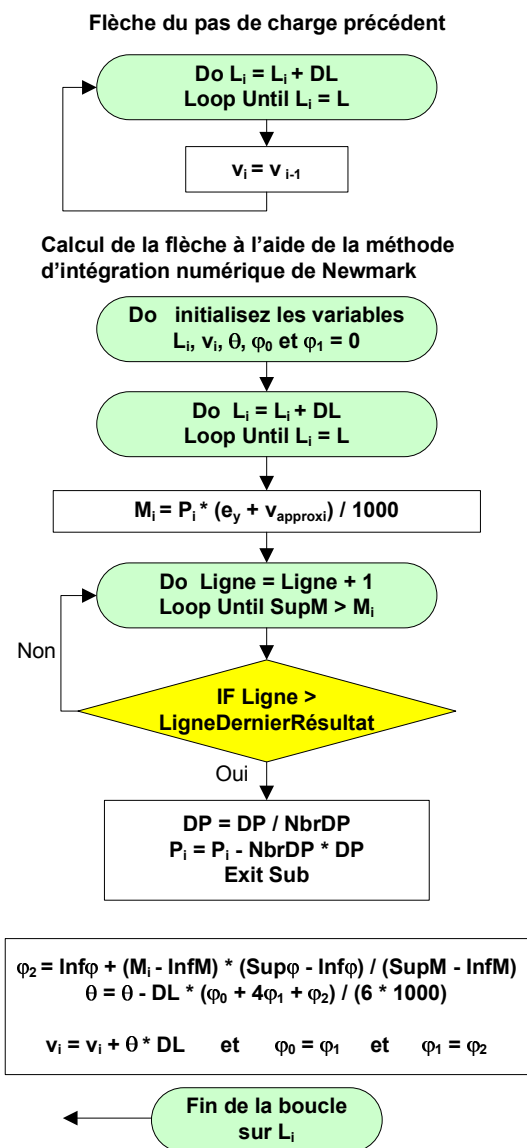 Flèche du pas de charge précédent
Do Lᵢ = Lᵢ + DL
Loop Until Lᵢ = L
vᵢ = v ᵢ₋₁
Calcul de la flèche à l'aide de la méthode
d'intégration numérique de Newmark
Do initialisez les variables
Lᵢ, vᵢ, θ, φ₀ et φ₁ = 0
Do Lᵢ = Lᵢ + DL
Loop Until Lᵢ = L
Mᵢ = Pᵢ * (e_y + v_approxi) / 1000
Do Ligne = Ligne + 1
Loop Until SupM > Mᵢ
Non
IF Ligne >
LigneDernierRésultat
Oui
DP = DP / NbrDP
Pᵢ = Pᵢ - NbrDP * DP
Exit Sub
φ₂ = Infφ + (Mᵢ - InfM) * (Supφ - Infφ) / (SupM - InfM)
θ = θ - DL * (φ₀ + 4φ₁ + φ₂) / (6 * 1000)
vᵢ = vᵢ + θ * DL et φ₀ = φ₁ et φ₁ = φ₂
Fin de la boucle
sur Lᵢ